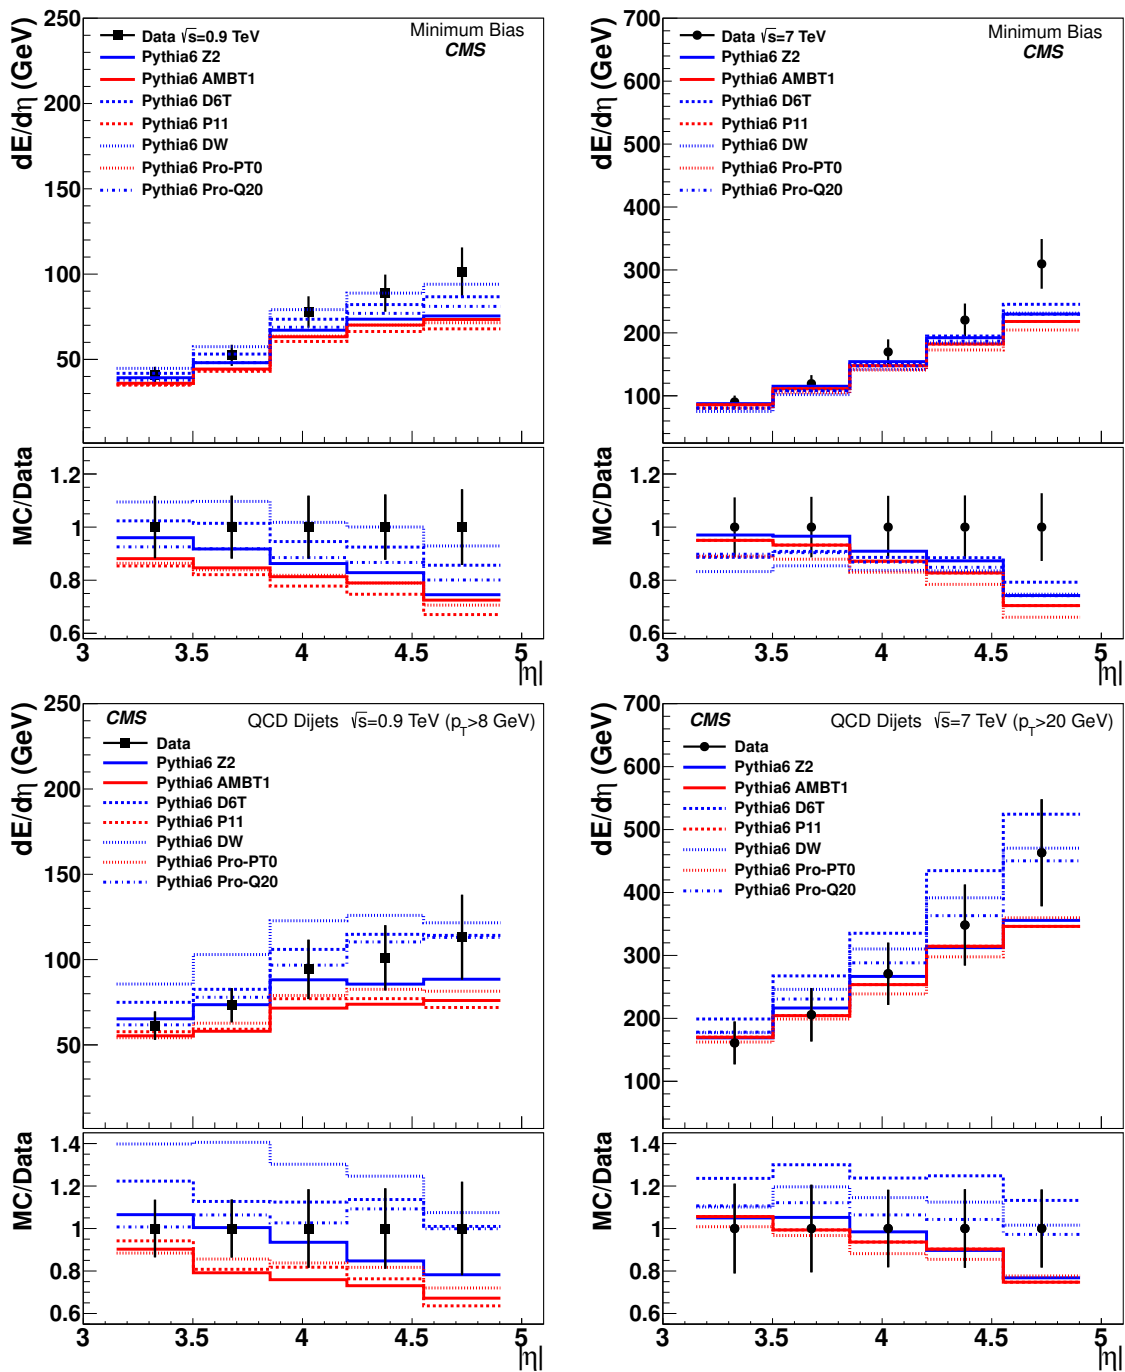 Minimum Bias
CMS
Data √s=0.9 TeV
Pythia6 Z2
Pythia6 AMBT1
Pythia6 D6T
Pythia6 P11
Pythia6 DW
Pythia6 Pro-PT0
Pythia6 Pro-Q20
dE/dη (GeV)
250
200
150
100
50
MC/Data
1.2
1
0.8
0.6
3 3.5 4 4.5 5
|η|
Minimum Bias
CMS
Data √s=7 TeV
Pythia6 Z2
Pythia6 AMBT1
Pythia6 D6T
Pythia6 P11
Pythia6 DW
Pythia6 Pro-PT0
Pythia6 Pro-Q20
dE/dη (GeV)
700
600
500
400
300
200
100
MC/Data
1.2
1
0.8
0.6
3 3.5 4 4.5 5
|η|
CMS QCD Dijets √s=0.9 TeV (p_T>8 GeV)
Data
Pythia6 Z2
Pythia6 AMBT1
Pythia6 D6T
Pythia6 P11
Pythia6 DW
Pythia6 Pro-PT0
Pythia6 Pro-Q20
dE/dη (GeV)
250
200
150
100
50
MC/Data
1.4
1.2
1
0.8
0.6
3 3.5 4 4.5 5
|η|
CMS QCD Dijets √s=7 TeV (p_T>20 GeV)
Data
Pythia6 Z2
Pythia6 AMBT1
Pythia6 D6T
Pythia6 P11
Pythia6 DW
Pythia6 Pro-PT0
Pythia6 Pro-Q20
dE/dη (GeV)
700
600
500
400
300
200
100
MC/Data
1.4
1.2
1
0.8
0.6
3 3.5 4 4.5 5
|η|